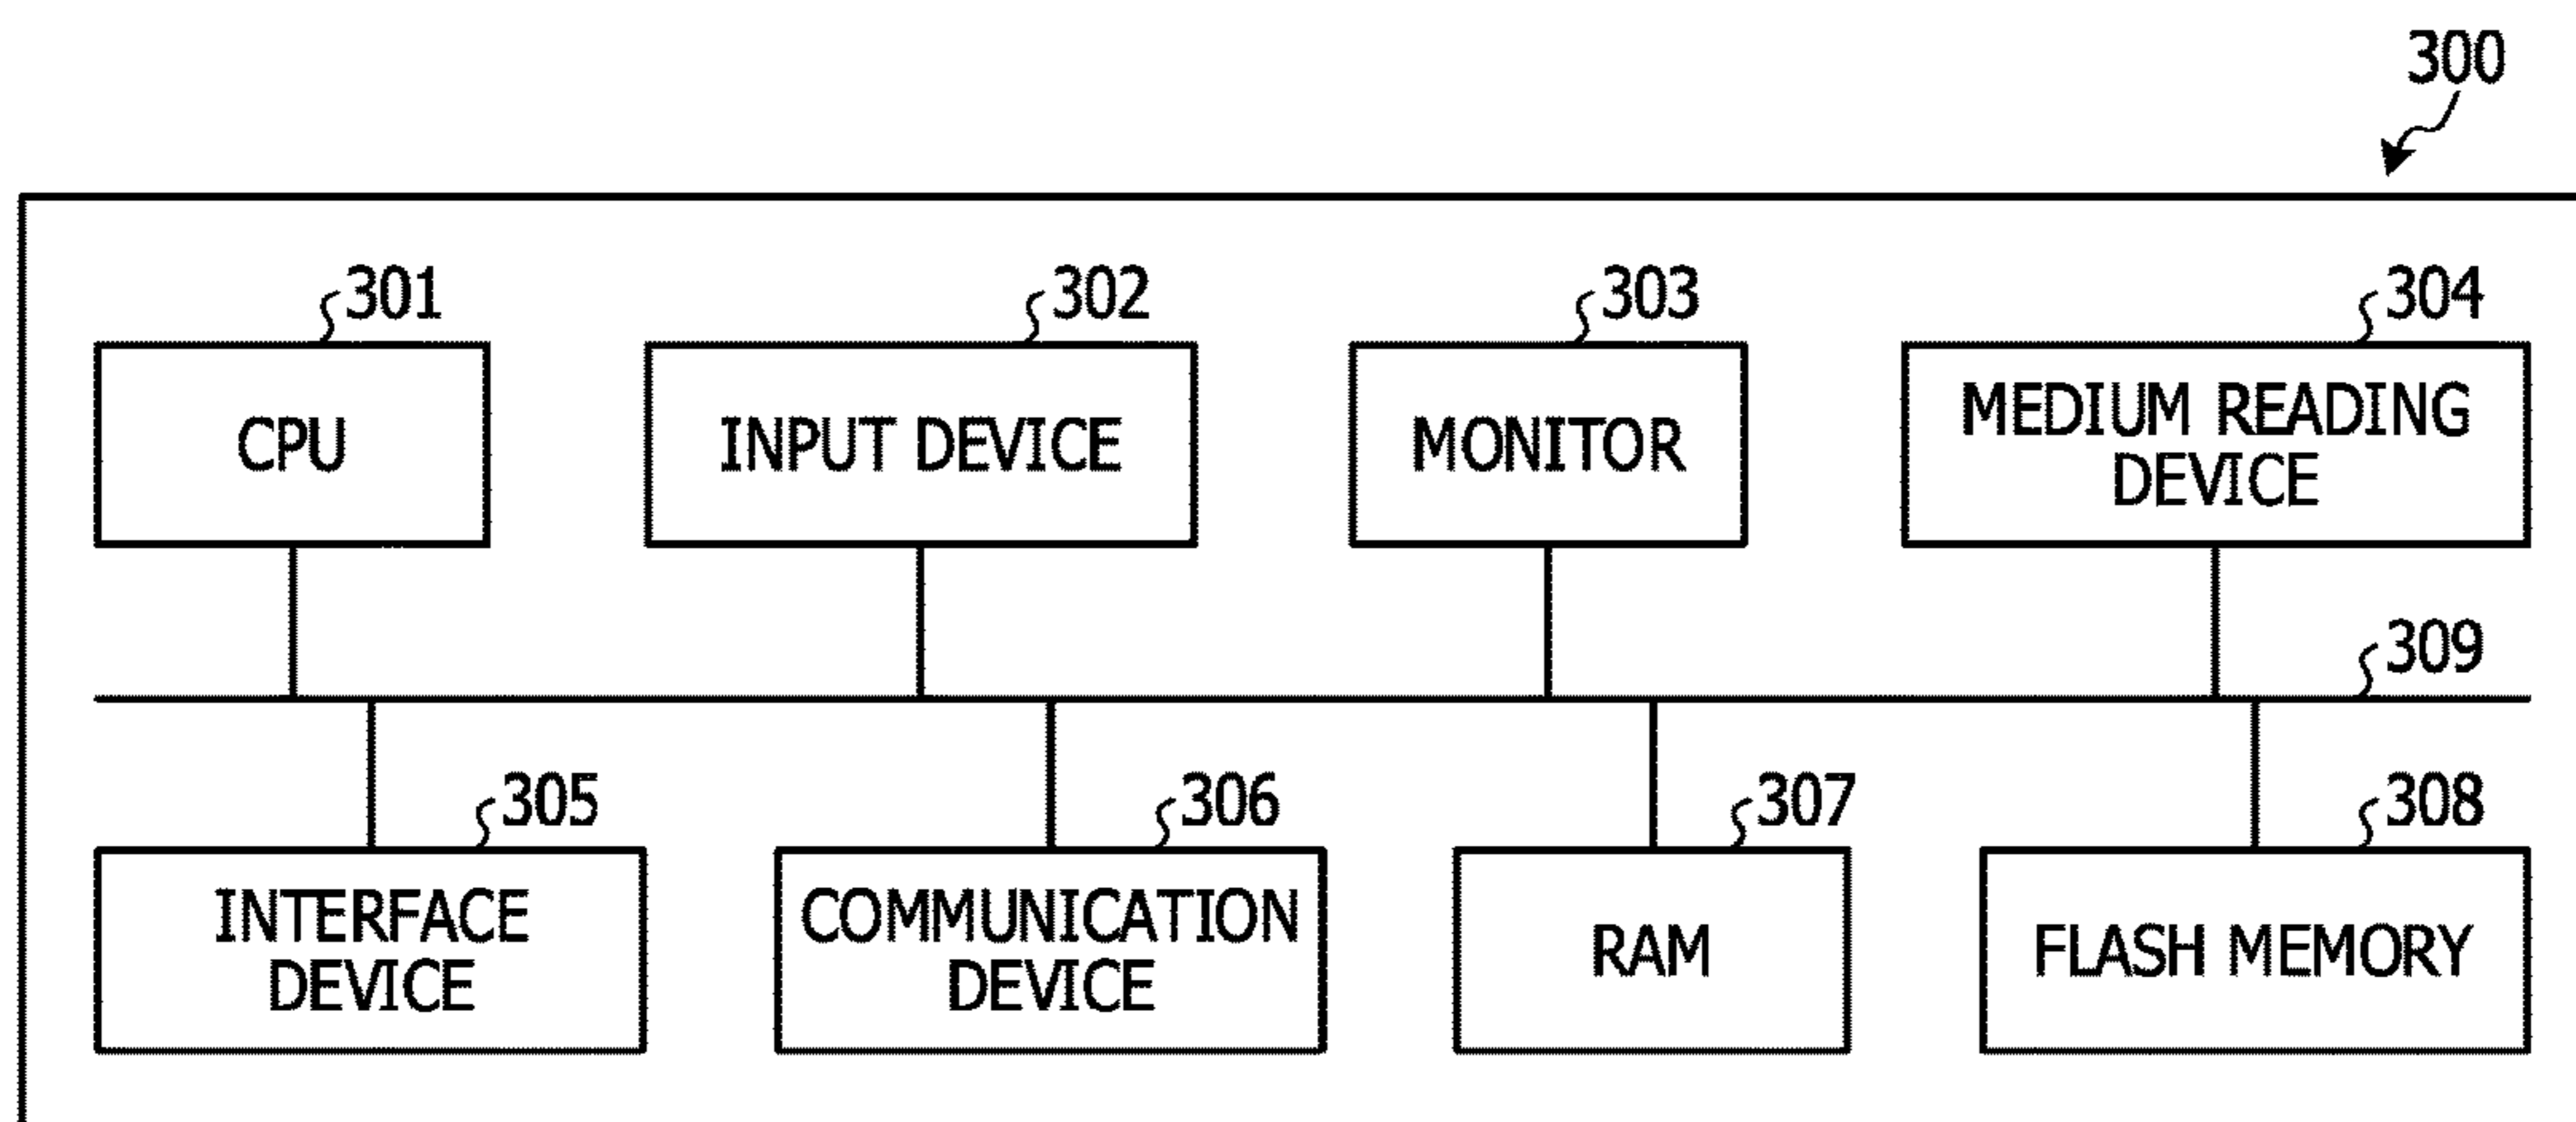 300
301
302
303
304
CPU
INPUT DEVICE
MONITOR
MEDIUM READING
DEVICE
309
305
306
307
308
INTERFACE
DEVICE
COMMUNICATION
DEVICE
RAM
FLASH MEMORY